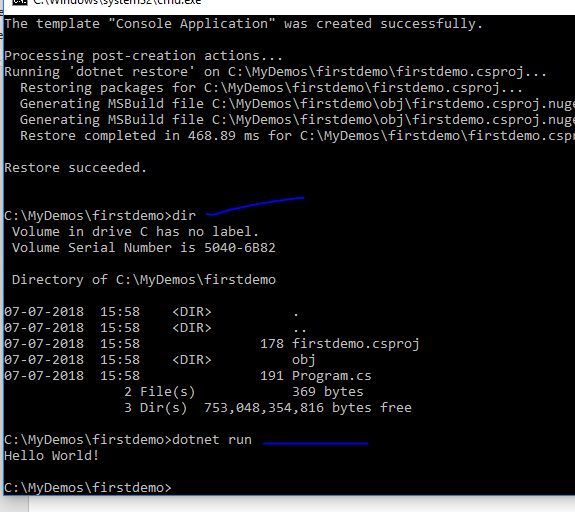 C:\Windows\system32\cmd.exe
The template "Console Application" was created successfully.
Processing post-creation actions...
Running 'dotnet restore' on C:\MyDemos\firstdemo\firstdemo.csproj...
Restoring packages for C:\MyDemos\firstdemo\firstdemo.csproj...
Generating MSBuild file C:\MyDemos\firstdemo\obj\firstdemo.csproj.nuge
Generating MSBuild file C:\MyDemos\firstdemo\obj\firstdemo.csproj.nuge
Restore completed in 468.89 ms for C:\MyDemos\firstdemo\firstdemo.csp
Restore succeeded.
C:\MyDemos\firstdemo>dir
Volume in drive C has no label.
Volume Serial Number is 5040-6B82
Directory of C:\MyDemos\firstdemo
07-07-2018 15:58 <DIR> .
07-07-2018 15:58 <DIR> ..
07-07-2018 15:58 178 firstdemo.csproj
07-07-2018 15:58 <DIR> obj
07-07-2018 15:58 191 Program.cs
2 File(s) 369 bytes
3 Dir(s) 753,048,354,816 bytes free
C:\MyDemos\firstdemo>dotnet run
Hello World!
C:\MyDemos\firstdemo>